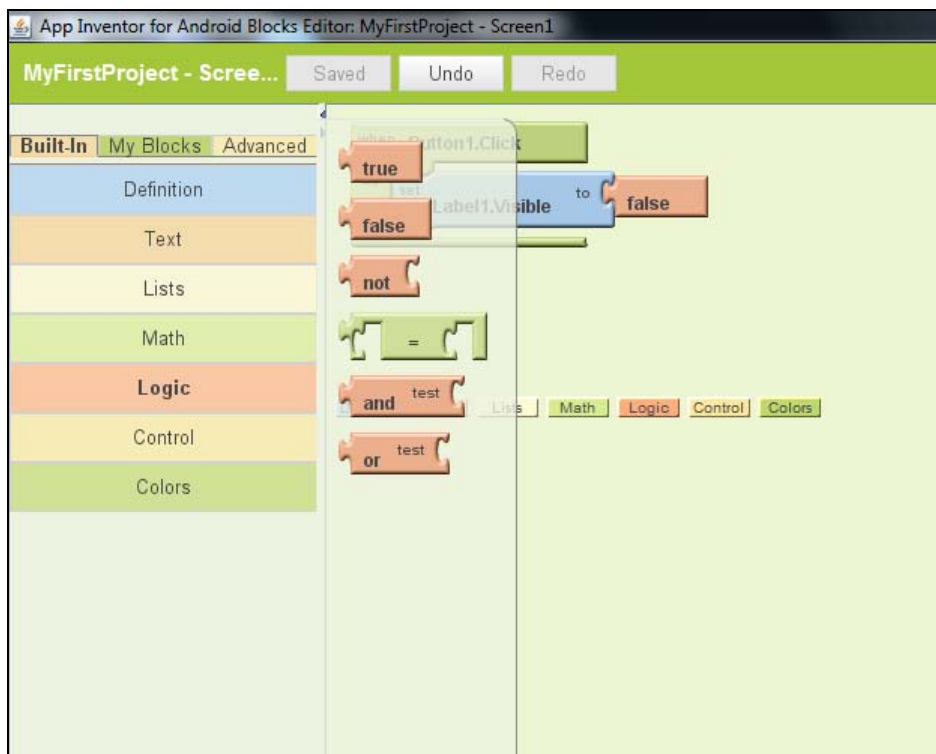 App Inventor for Android Blocks Editor: MyFirstProject - Screen1
MyFirstProject - Scree... Saved Undo Redo
Built-In My Blocks Advanced
Definition
Text
Lists
Math
Logic
Control
Colors
true
false
not
=
and test
or test
when Button1.Click
set Label1.Visible to false
Lists Math Logic Control Colors